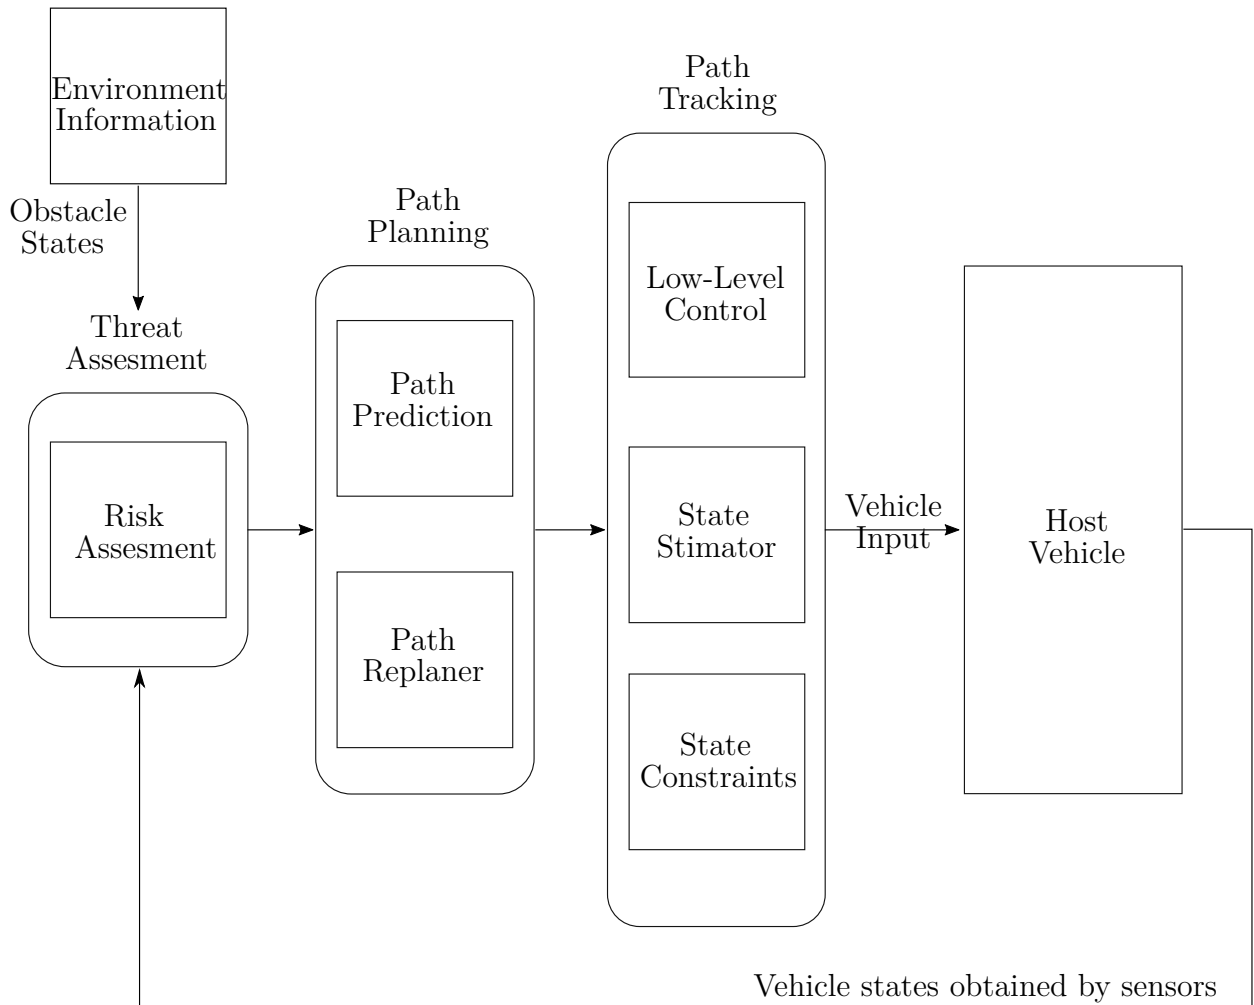 Environment
Information
Obstacle
States
Threat
Assesment
Risk
Assesment
Path
Planning
Path
Prediction
Path
Replaner
Path
Tracking
Low-Level
Control
State
Stimator
State
Constraints
Vehicle
Input
Host
Vehicle
Vehicle states obtained by sensors